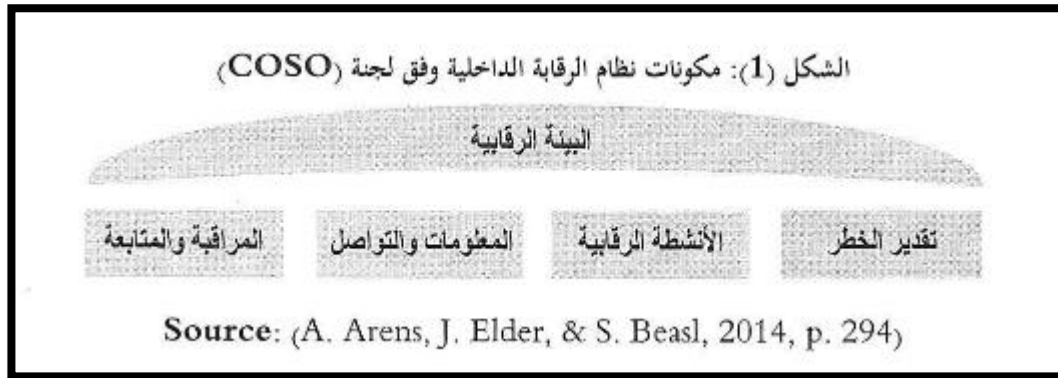 الشكل (1): مكونات نظام الرقابة الداخلية وفق لجنة (COSO)
البيئة الرقابية
تقدير الخطر
الأنشطة الرقابية
المعلومات والتواصل
المراقبة والمتابعة
Source: (A. Arens, J. Elder, & S. Beasl, 2014, p. 294)